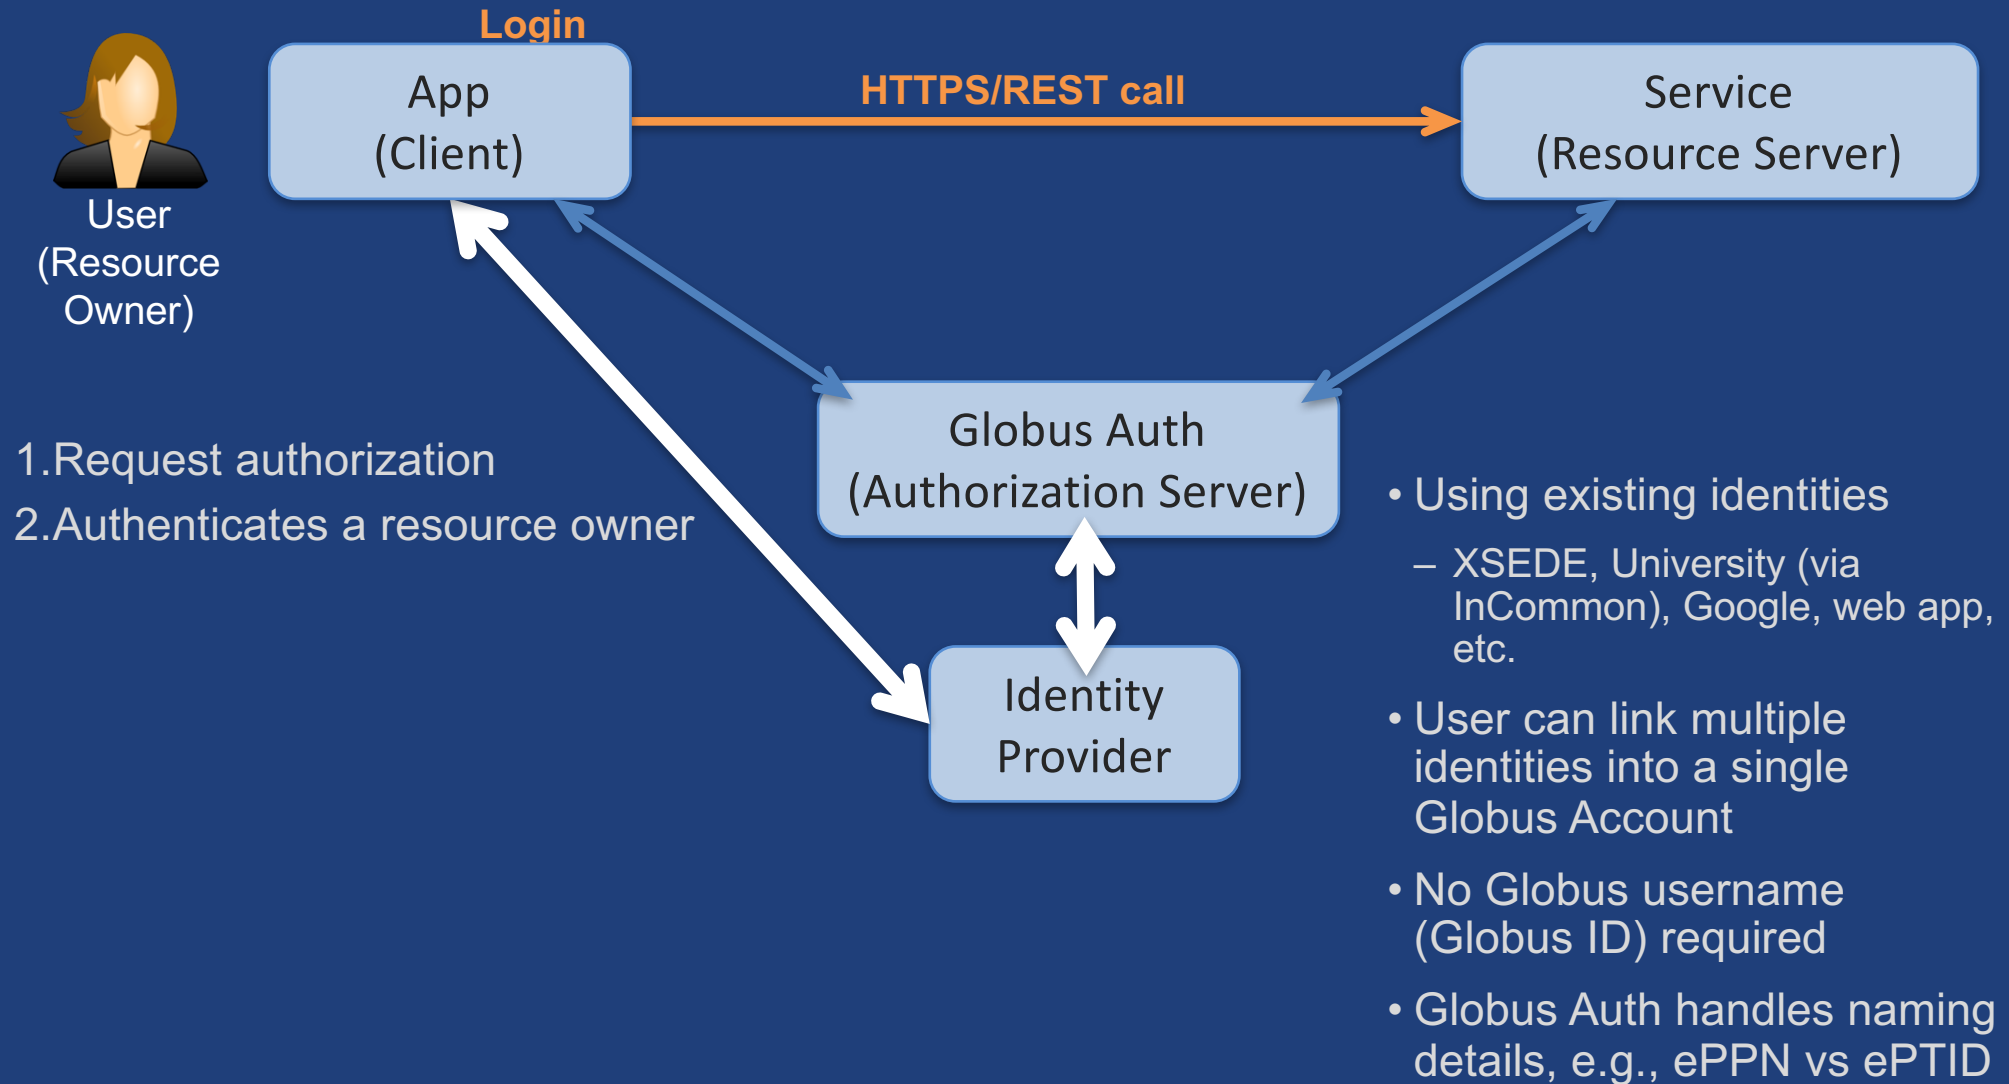 Login
App
(Client)
HTTPS/REST call
Service
(Resource Server)
User
(Resource
Owner)
Globus Auth
(Authorization Server)
1.Request authorization
2.Authenticates a resource owner
Identity
Provider
• Using existing identities
– XSEDE, University (via
InCommon), Google, web app,
etc.
• User can link multiple
identities into a single
Globus Account
• No Globus username
(Globus ID) required
• Globus Auth handles naming
details, e.g., ePPN vs ePTID